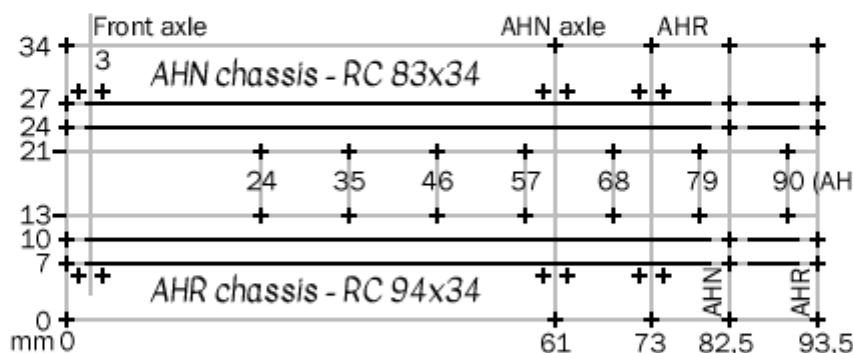 Front axle AHN axle AHR
34
3
AHN chassis - RC 83x34
27
24
21
24 35 46 57 68 79 90 (AH
13
10
7
AHR chassis - RC 94x34 AHN AHR
0
mm 0 61 73 82,5 93,5